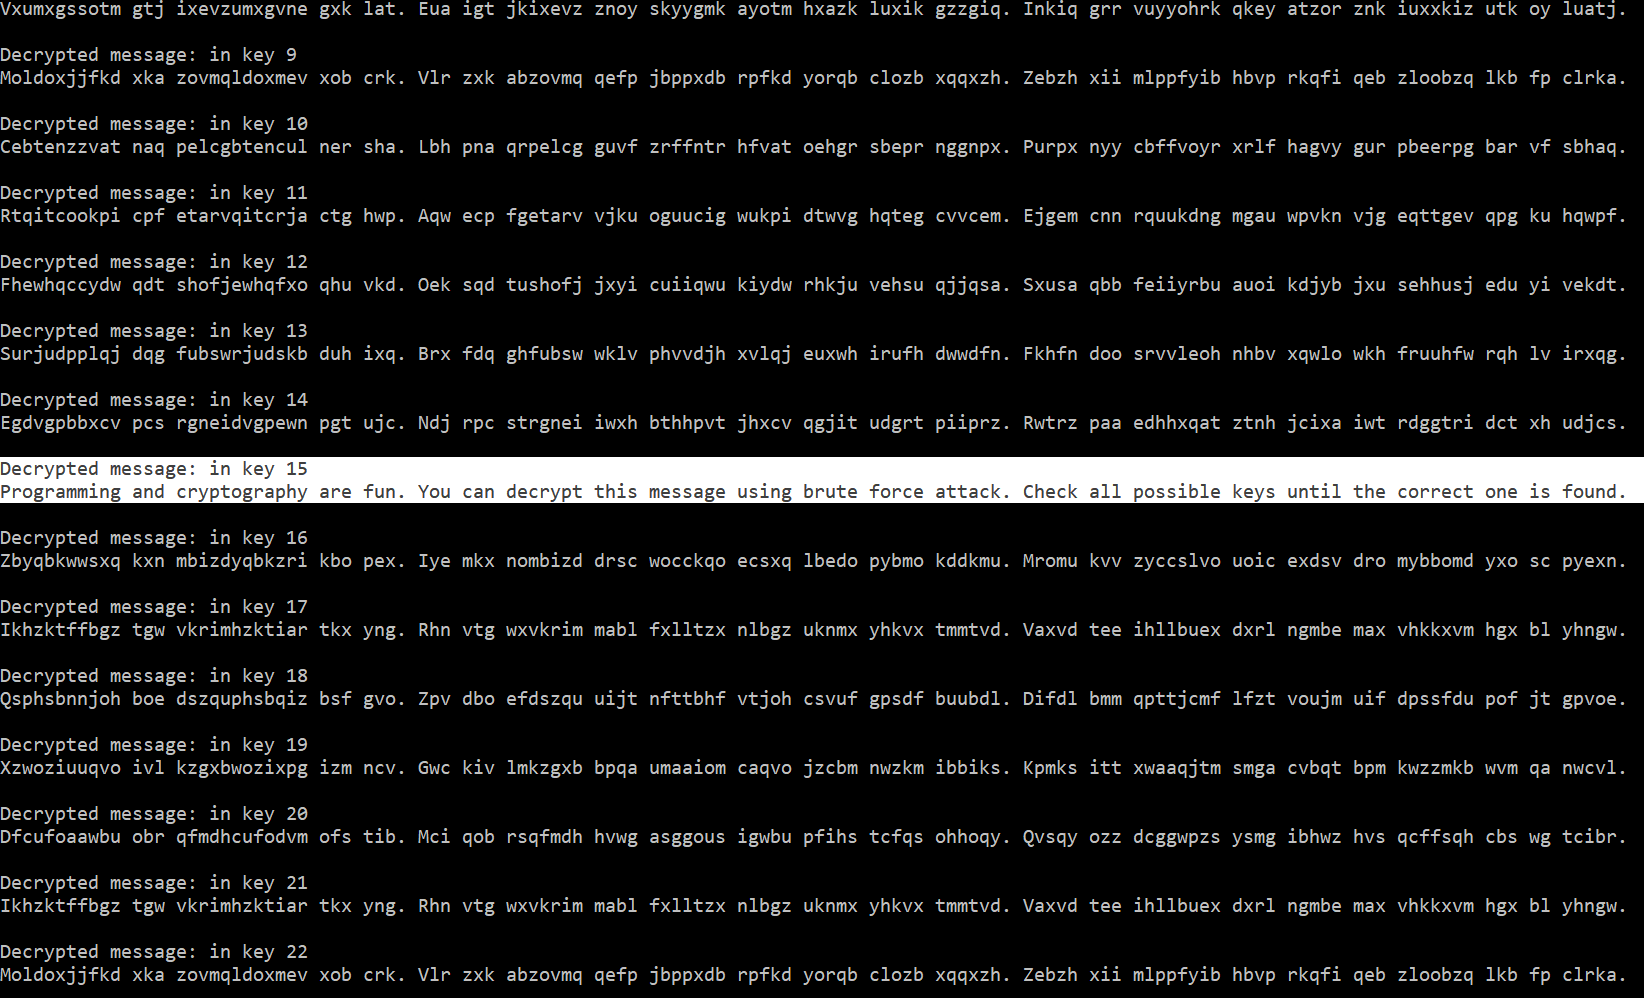 Vxumxgssotm gtj ixevzumxgvne gxk lat. Eua igt jkixevz znoy skyygmk ayotm hxazk luxik gzzgiq. Inkiq grr vuyyohrk qkey atzor znk iuxxkiz utk oy luatj.
Decrypted message: in key 9
Moldoxjjfkd xka zovmqldoxmev xob crk. Vlr zxk abzovmq qefp jbppxdb rpfkd yorqb clozb xqqxzh. Zebzh xii mlppfyib hbvp rkqfi qeb zloobzq lkb fp clrka.
Decrypted message: in key 10
Cebtenzzvat naq pelcgbtencul ner sha. Lbh pna qrpelcg guvf zrffntr hfvat oehgr sbepr nggnpx. Purpx nyy cbffvoyr xrlf hagvy gur pbeerpg bar vf sbhaq.
Decrypted message: in key 11
Rtqitcookpi cpf etarvqitcrja ctg hwp. Aqw ecp fgetarv vjku oguucig wukpi dtwvg hqteg cvvcem. Ejgem cnn rquukdng mgau wpvkn vjg eqttgev qpg ku hqwpf.
Decrypted message: in key 12
Fhewhqccydw qdt shofjewhqfxo qhu vkd. Oek sqd tushofj jxyi cuiiqwu kiydw rhkju vehsu qjjqsa. Sxusa qbb feiiyrbu auoi kdjyb jxu sehhusj edu yi vekdt.
Decrypted message: in key 13
Surjudpplqj dqg fubswrjudskb duh ixq. Brx fdq ghfubsw wklv phvvdjh xvlqj euxwh irufh dwwdfn. Fkhfn doo srvvleoh nhbv xqwlo wkh fruuhfw rqh lv irxqg.
Decrypted message: in key 14
Egdvgpbbxcv pcs rgneidvgpewn pgt ujc. Ndj rpc strgnei iwxh bthhpvt jhxcv qgjit udgrt piiprz. Rwtrz paa edhhxqat ztnh jcixa iwt rdggtri dct xh udjcs.
Decrypted message: in key 15
Programming and cryptography are fun. You can decrypt this message using brute force attack. Check all possible keys until the correct one is found.
Decrypted message: in key 16
Zbyqbkwwsxq kxn mbizdyqbkzri kbo pex. Iye mkx nombizd drsc wocckqo ecsxq lbedo pybmo kddkmu. Mromu kvv zyccslvo uoic exdsv dro mybbomd yxo sc pyexn.
Decrypted message: in key 17
Ikhzktffbgz tgw vkrimhzktiar tkx yng. Rhn vtg wxvkrim mabl fxlltzx nlbgz uknmx yhkvx tmmtvd. Vaxvd tee ihllbuex dxrl ngmbe max vhkkxvm hgx bl yhngw.
Decrypted message: in key 18
Qsphsbnnjoh boe dszquphsbqiz bsf gvo. Zpv dbo efdszqu uijt nfttbhf vtjoh csvuf gpsdf buubdl. Difdl bmm qpttjcmf lfzt voujm uif dpssfdu pof jt gpvoe.
Decrypted message: in key 19
Xzwoziuuqvo ivl kzgxbwozixpg izm ncv. Gwc kiv lmkzgxb bpqa umaaiom caqvo jzcbm nwzkm ibbiks. Kpmks itt xwaaqjtm smga cvbqt bpm kwzzmkb wvm qa nwcvl.
Decrypted message: in key 20
Dfcufoaawbu obr qfmdhcufodvm ofs tib. Mci qob rsqfmdh hvwg asggous igwbu pfihs tcfqs ohhoqy. Qvsqy ozz dcggwpzs ysmg ibhwz hvs qcffsqh cbs wg tcibr.
Decrypted message: in key 21
Ikhzktffbgz tgw vkrimhzktiar tkx yng. Rhn vtg wxvkrim mabl fxlltzx nlbgz uknmx yhkvx tmmtvd. Vaxvd tee ihllbuex dxrl ngmbe max vhkkxvm hgx bl yhngw.
Decrypted message: in key 22
Moldoxjjfkd xka zovmqldoxmev xob crk. Vlr zxk abzovmq qefp jbppxdb rpfkd yorqb clozb xqqxzh. Zebzh xii mlppfyib hbvp rkqfi qeb zloobzq lkb fp clrka.